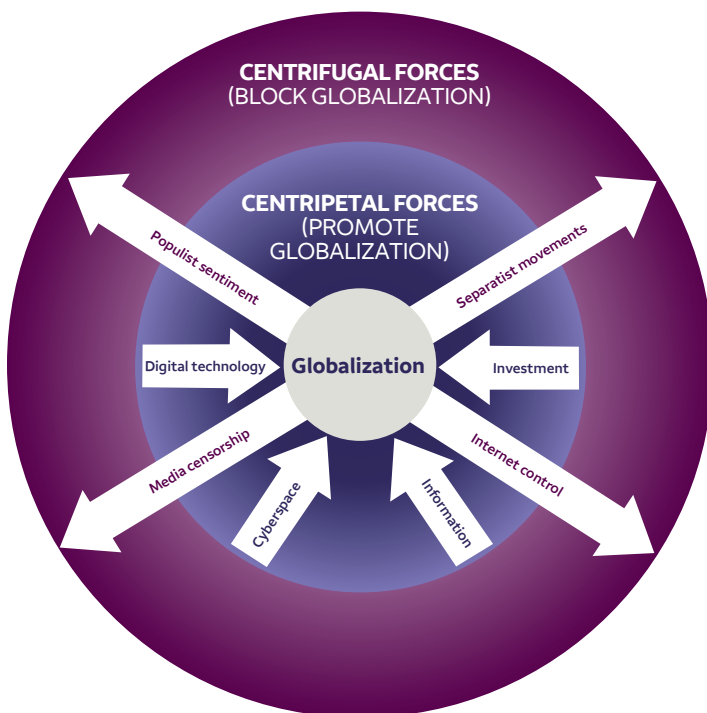 CENTRIFUGAL FORCES
(BLOCK GLOBALIZATION)
CENTRIPETAL FORCES
(PROMOTE
GLOBALIZATION)
Populist sentiment
Separatist movements
Digital technology
Globalization
Investment
Media censorship
Internet control
Cyberspace
Information